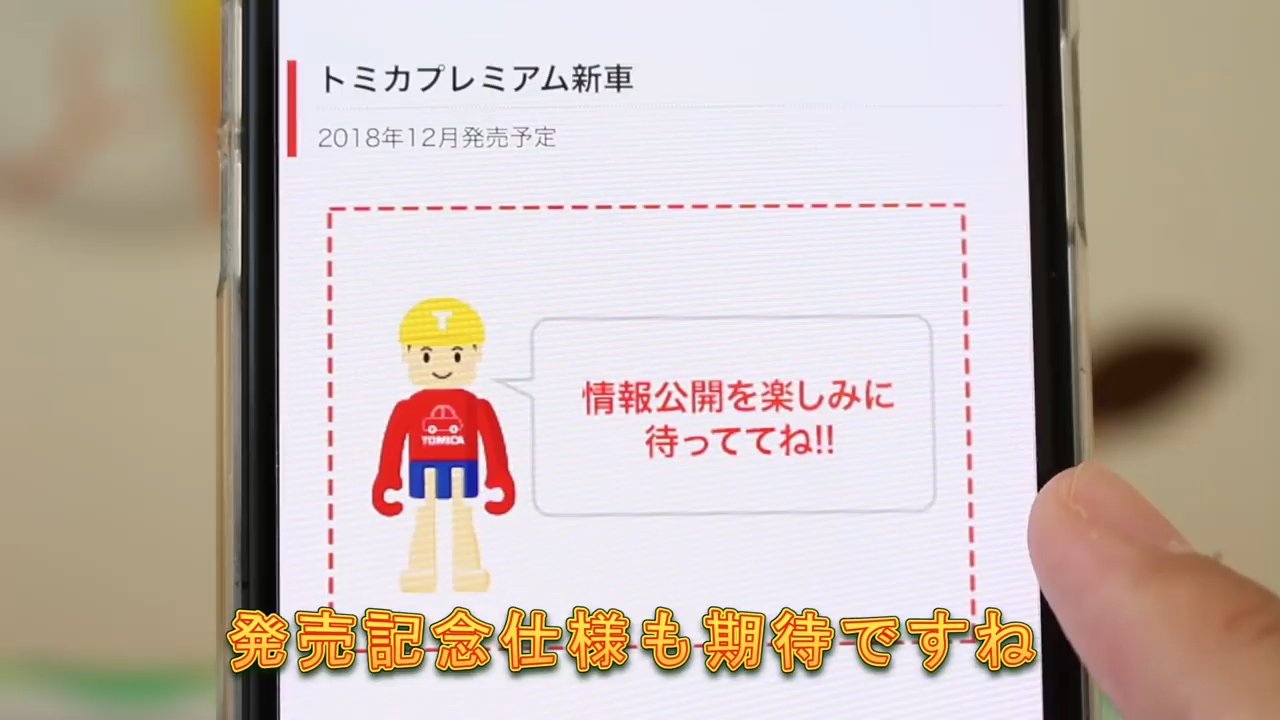 トミカプレミアム新車
2018年12月発売予定
T
情報公開を楽しみに
待っててね!!
TOMICA
発売記念仕様も期待ですね